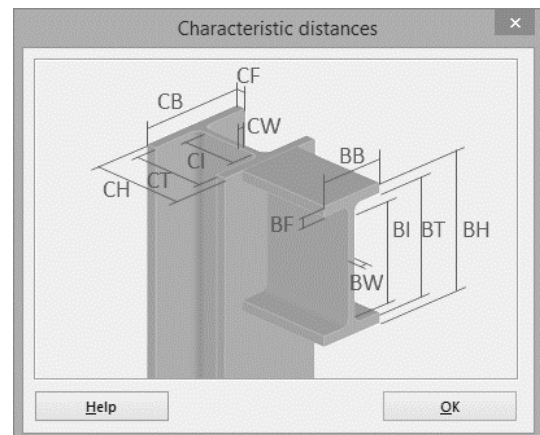 Characteristic distances
×
CF
CB
CW
CI
CT
CH
BB
BF
BI BT BH
BW
Help
OK